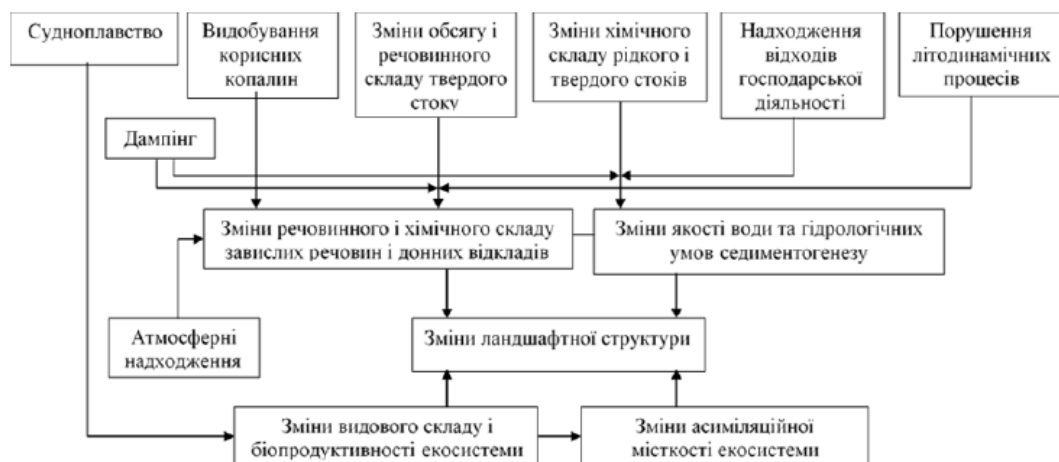 Судноплавство
Видобування
корисних
копалин
Зміни обсягу і
речовинного
складу твердого
стоку
Зміни хімічного
складу рідкого і
твердого стоків
Надходження
відходів
господарської
діяльності
Порушення
літодинамічних
процесів
Дампінг
Зміни речовинного і хімічного складу
завислих речовин і донних відкладів
Зміни якості води та гідрологічних
умов седиментогенезу
Атмосферні
надходження
Зміни ландшафтної структури
Зміни видового складу і
біопродуктивності екосистеми
Зміни асиміляційної
місткості екосистеми